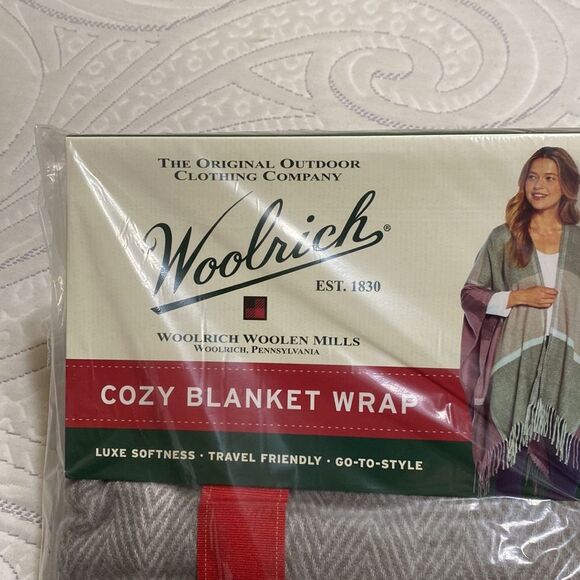 The Original Outdoor
Clothing Company
Woolrich®
EST. 1830
Woolrich Woolen Mills
Woolrich, Pennsylvania
COZY BLANKET WRAP
LUXE SOFTNESS · TRAVEL FRIENDLY · GO-TO-STYLE